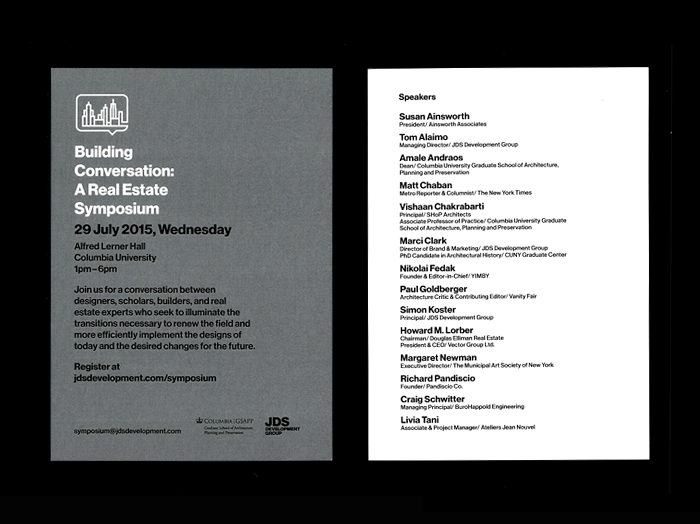 Building
Conversation:
A Real Estate
Symposium
29 July 2015, Wednesday
Alfred Lerner Hall
Columbia University
1pm–6pm
Join us for a conversation between
designers, scholars, builders, and real
estate experts who seek to illuminate the
transitions necessary to renew the field and
more efficiently implement the designs of
today and the desired changes for the future.
Register at
jdsdevelopment.com/symposium
symposium@jdsdevelopment.com
COLUMBIA | GSAPP
Graduate School of Architecture,
Planning and Preservation
JDS
DEVELOPMENT
GROUP
Speakers
Susan Ainsworth
President/ Ainsworth Associates
Tom Alaimo
Managing Director/ JDS Development Group
Amale Andraos
Dean/ Columbia University Graduate School of Architecture,
Planning and Preservation
Matt Chaban
Metro Reporter & Columnist/ The New York Times
Vishaan Chakrabarti
Principal/ SHoP Architects
Associate Professor of Practice/ Columbia University Graduate
School of Architecture, Planning and Preservation
Marci Clark
Director of Brand & Marketing/ JDS Development Group
PhD Candidate in Architectural History/ CUNY Graduate Center
Nikolai Fedak
Founder & Editor-in-Chief/ YIMBY
Paul Goldberger
Architecture Critic & Contributing Editor/ Vanity Fair
Simon Koster
Principal/ JDS Development Group
Howard M. Lorber
Chairman/ Douglas Elliman Real Estate
President & CEO/ Vector Group Ltd.
Margaret Newman
Executive Director/ The Municipal Art Society of New York
Richard Pandiscio
Founder/ Pandiscio Co.
Craig Schwitter
Managing Principal/ BuroHappold Engineering
Livia Tani
Associate & Project Manager/ Ateliers Jean Nouvel